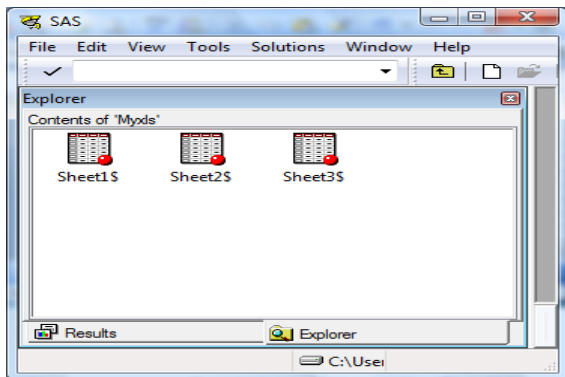 SAS
File Edit View Tools Solutions Window Help
Explorer
Contents of 'Myxls'
Sheet1$ Sheet2$ Sheet3$
Results Explorer
C:\User